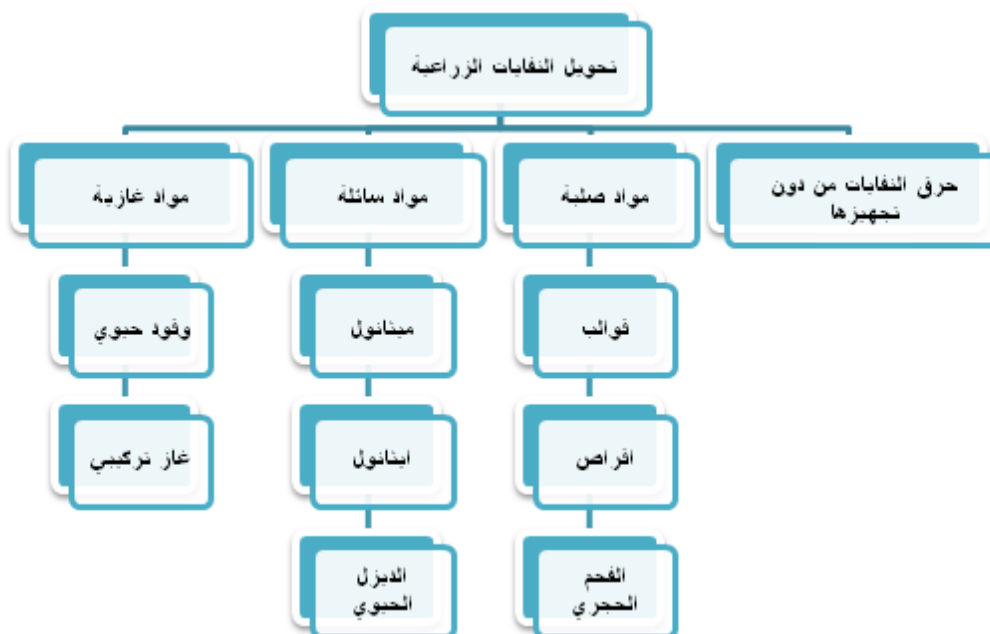 تحويل النفايات الزراعية
حرق النفايات من دون
تجهيزها
مواد صلبة
مواد سائلة
مواد غازية
قوالب
ميثانول
وقود حيوي
اقراص
ايثانول
غاز تركيبي
الفحم
الحجري
الديزل
الحيوي